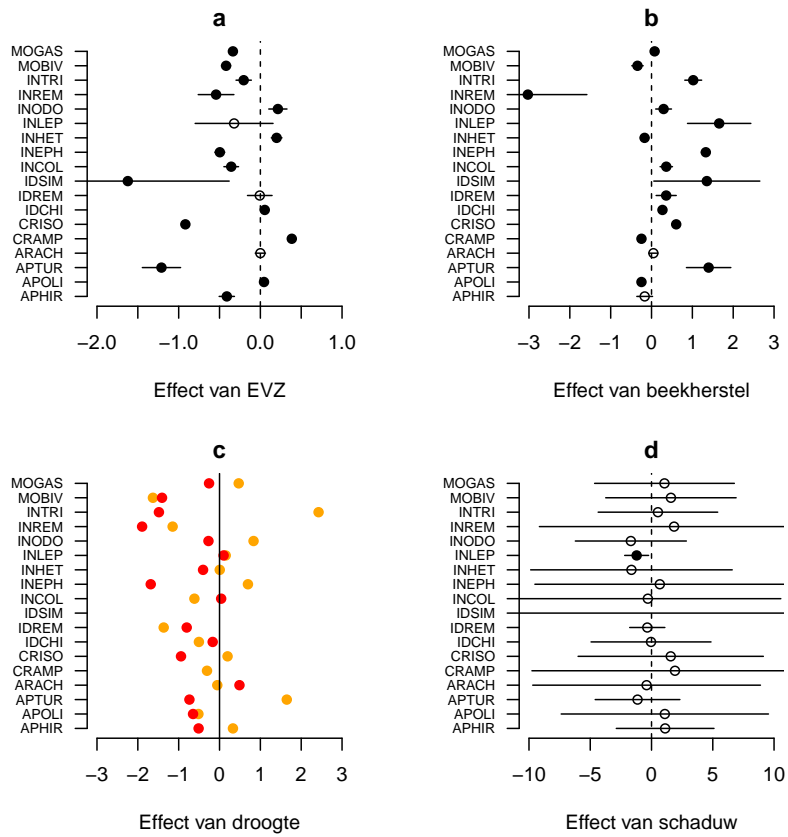 a
MOGAS
MOBIV
INTRI
INREM
INODO
INLEP
INHET
INEPH
INCOL
IDSIM
IDREM
IDCHI
CRISO
CRAMP
ARACH
APTUR
APOLI
APHIR
−2.0 −1.0 0.0 1.0
Effect van EVZ
b
MOGAS
MOBIV
INTRI
INREM
INODO
INLEP
INHET
INEPH
INCOL
IDSIM
IDREM
IDCHI
CRISO
CRAMP
ARACH
APTUR
APOLI
APHIR
−3 −2 −1 0 1 2 3
Effect van beekherstel
c
MOGAS
MOBIV
INTRI
INREM
INODO
INLEP
INHET
INEPH
INCOL
IDSIM
IDREM
IDCHI
CRISO
CRAMP
ARACH
APTUR
APOLI
APHIR
−3 −2 −1 0 1 2 3
Effect van droogte
d
MOGAS
MOBIV
INTRI
INREM
INODO
INLEP
INHET
INEPH
INCOL
IDSIM
IDREM
IDCHI
CRISO
CRAMP
ARACH
APTUR
APOLI
APHIR
−10 −5 0 5 10
Effect van schaduw